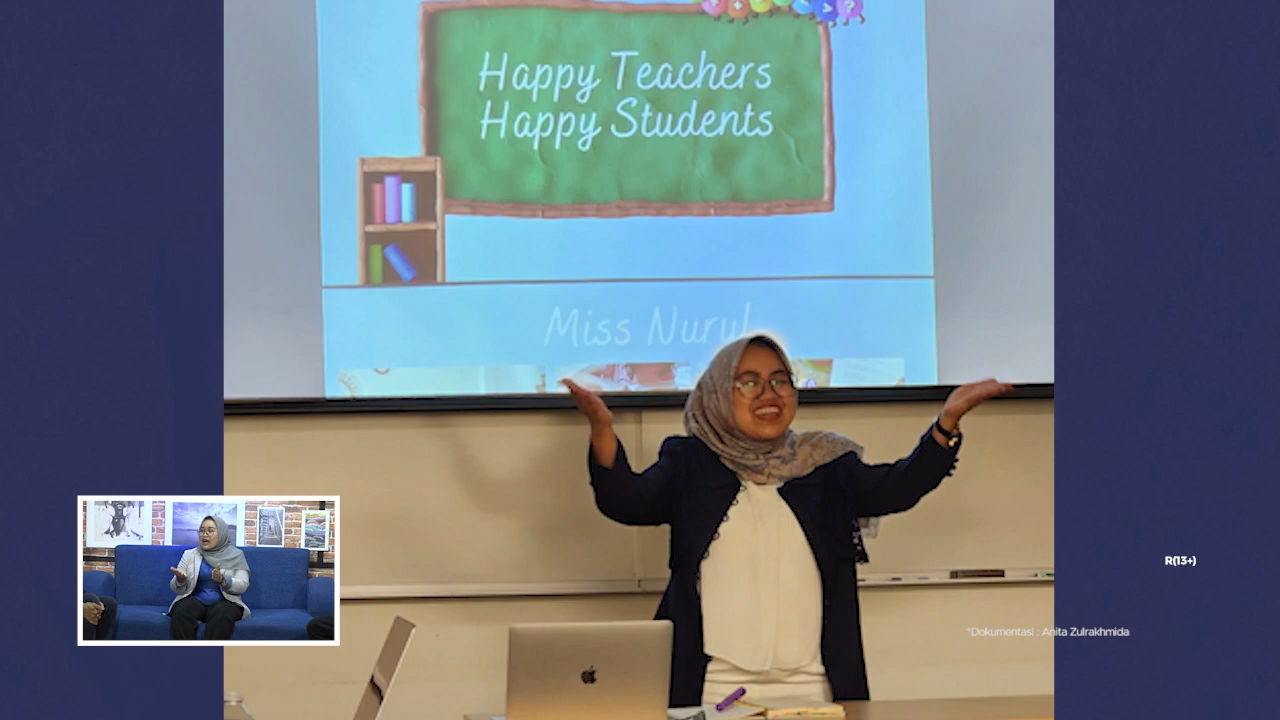 Happy Teachers
Happy Students
Miss Nurul
R(13+)
*Dokumentasi : Anita Zulrakhmida